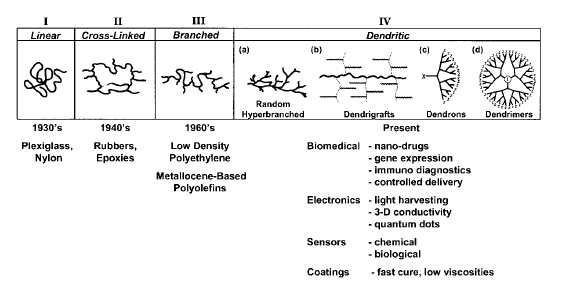 I II III IV
Linear Cross-Linked Branched Dendritic
(a) (b) (c) (d)
Random
Hyperbranched Dendrigrafts Dendrons Dendrimers
1930's 1940's 1960's Present
Plexiglass, Rubbers, Low Density Biomedical - nano-drugs
Nylon Epoxies Polyethylene - gene expression
- immuno diagnostics
Metallocene-Based - controlled delivery
Polyolefins
Electronics - light harvesting
- 3-D conductivity
- quantum dots
Sensors - chemical
- biological
Coatings - fast cure, low viscosities